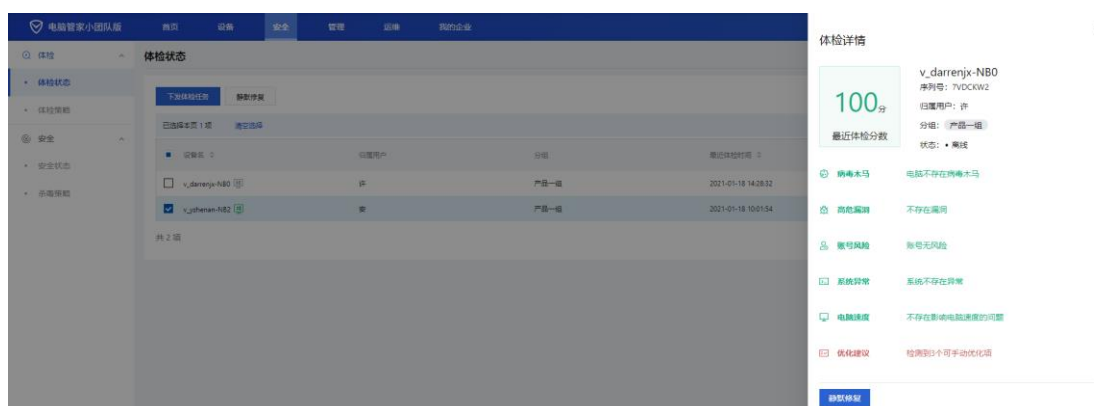 电脑管家小团队版
首页 设备 安全 管理 运维 我的企业
体检
体检状态
体检策略
安全
安全状态
杀毒策略
体检状态
下发体检任务 静默修复
已选择本页 1 项 清空选择
设备名 归属用户 分组 最近体检时间
v_darrenjx-NB0 许 产品一组 2021-01-18 14:28:32
v_yzhenan-NB2 产品一组 2021-01-18 10:01:54
共 2 项
体检详情
100分
最近体检分数
v_darrenjx-NB0
序列号：7VDCKW2
归属用户：许
分组：产品一组
状态：• 离线
病毒木马 电脑不存在病毒木马
高危漏洞 不存在漏洞
账号风险 账号无风险
系统异常 系统不存在异常
电脑速度 不存在影响电脑速度的问题
优化建议 检测到3个可手动优化项
静默修复